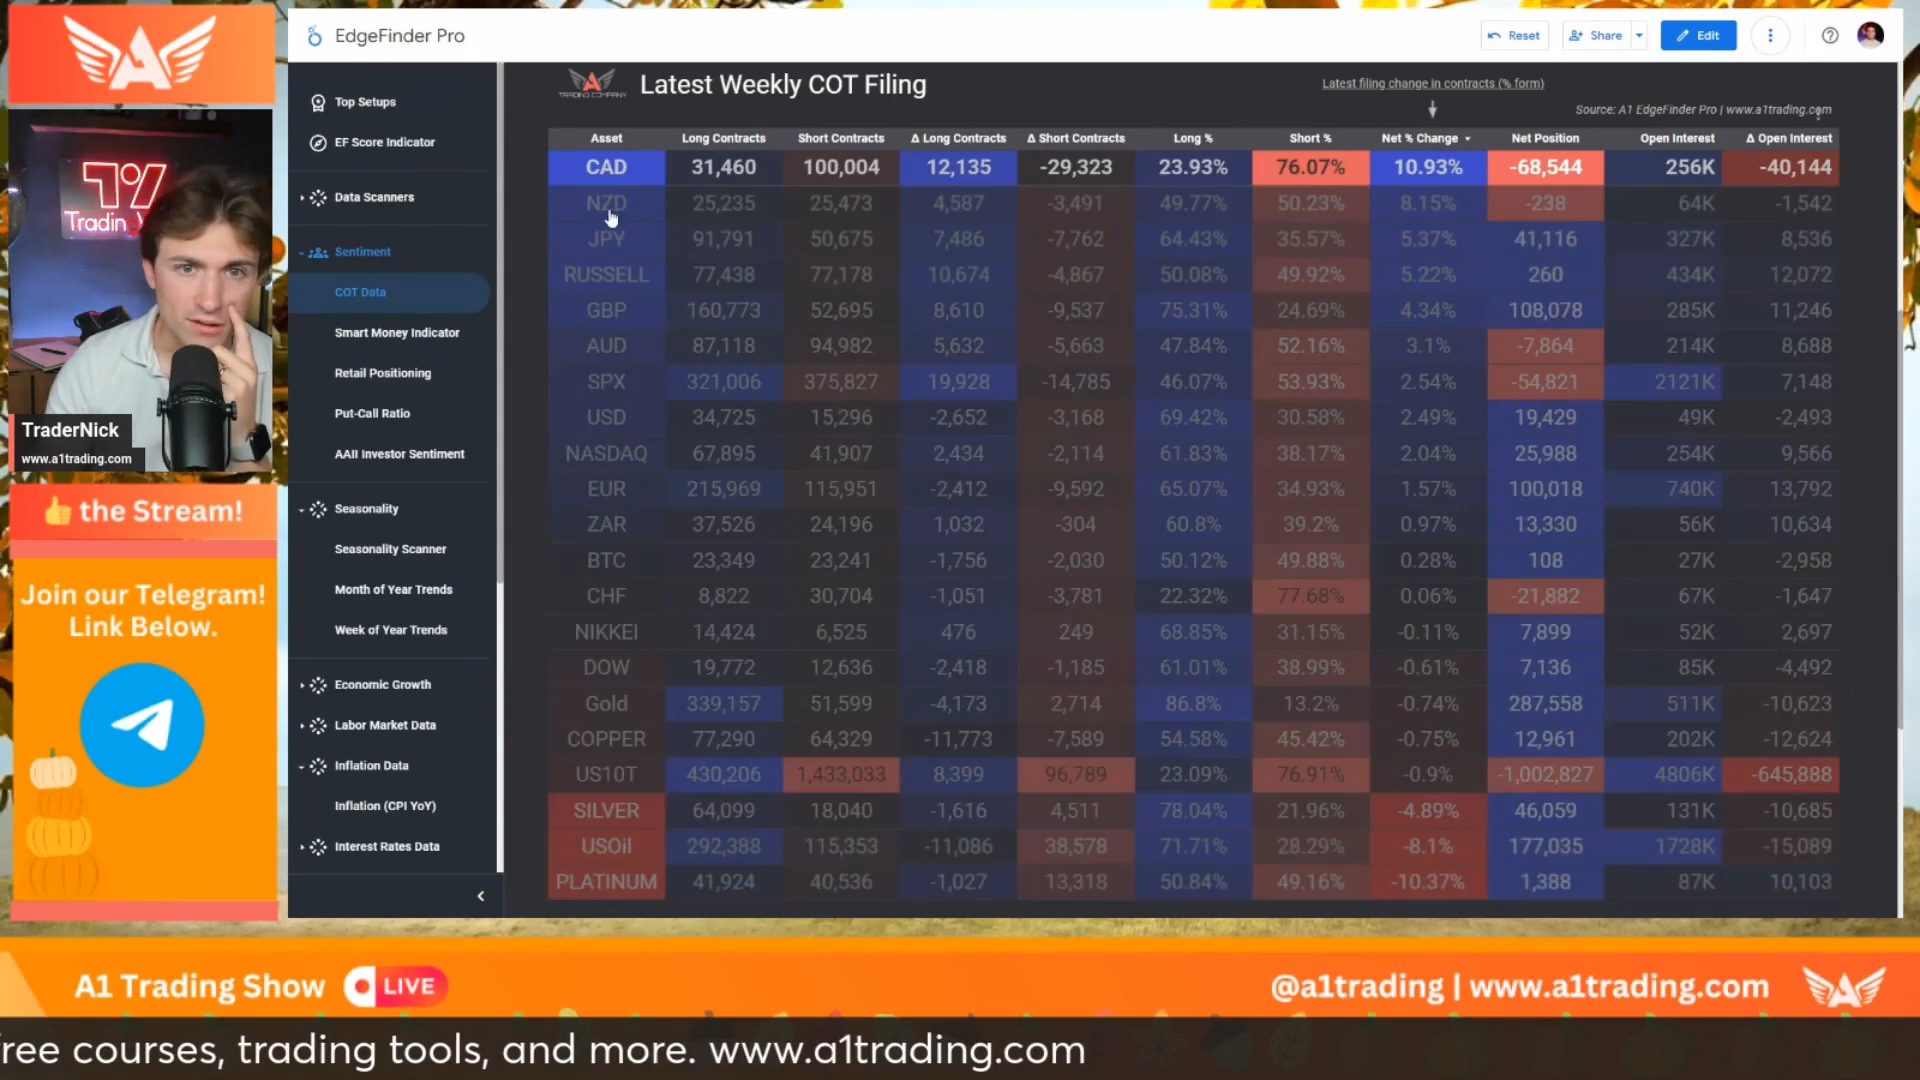 EdgeFinder Pro
Reset
Share
Edit
Top Setups
EF Score Indicator
Data Scanners
Sentiment
COT Data
Smart Money Indicator
Retail Positioning
Put-Call Ratio
AAII Investor Sentiment
Seasonality
Seasonality Scanner
Month of Year Trends
Week of Year Trends
Economic Growth
Labor Market Data
Inflation Data
Inflation (CPI YoY)
Interest Rates Data
TRADING COMPANY
Latest Weekly COT Filing
Latest filing change in contracts (% form)
Source: A1 EdgeFinder Pro | www.a1trading.com
Asset Long Contracts Short Contracts Δ Long Contracts Δ Short Contracts Long % Short % Net % Change Net Position Open Interest Δ Open Interest
CAD 31,460 100,004 12,135 -29,323 23.93% 76.07% 10.93% -68,544 256K -40,144
NZD 25,235 25,473 4,587 -3,491 49.77% 50.23% 8.15% -238 64K -1,542
JPY 91,791 50,675 7,486 -7,762 64.43% 35.57% 5.37% 41,116 327K 8,536
RUSSELL 77,438 77,178 10,674 -4,867 50.08% 49.92% 5.22% 260 434K 12,072
GBP 160,773 52,695 8,610 -9,537 75.31% 24.69% 4.34% 108,078 285K 11,246
AUD 87,118 94,982 5,632 -5,663 47.84% 52.16% 3.1% -7,864 214K 8,688
SPX 321,006 375,827 19,928 -14,785 46.07% 53.93% 2.54% -54,821 2121K 7,148
USD 34,725 15,296 -2,652 -3,168 69.42% 30.58% 2.49% 19,429 49K -2,493
NASDAQ 67,895 41,907 2,434 -2,114 61.83% 38.17% 2.04% 25,988 254K 9,566
EUR 215,969 115,951 -2,412 -9,592 65.07% 34.93% 1.57% 100,018 740K 13,792
ZAR 37,526 24,196 1,032 -304 60.8% 39.2% 0.97% 13,330 56K 10,634
BTC 23,349 23,241 -1,756 -2,030 50.12% 49.88% 0.28% 108 27K -2,958
CHF 8,822 30,704 -1,051 -3,781 22.32% 77.68% 0.06% -21,882 67K -1,647
NIKKEI 14,424 6,525 476 249 68.85% 31.15% -0.11% 7,899 52K 2,697
DOW 19,772 12,636 -2,418 -1,185 61.01% 38.99% -0.61% 7,136 85K -4,492
Gold 339,157 51,599 -4,173 2,714 86.8% 13.2% -0.74% 287,558 511K -10,623
COPPER 77,290 64,329 -11,773 -7,589 54.58% 45.42% -0.75% 12,961 202K -12,624
US10T 430,206 1,433,033 8,399 96,789 23.09% 76.91% -0.9% -1,002,827 4806K -645,888
SILVER 64,099 18,040 -1,616 4,511 78.04% 21.96% -4.89% 46,059 131K -10,685
USOil 292,388 115,353 -11,086 38,578 71.71% 28.29% -8.1% 177,035 1728K -15,089
PLATINUM 41,924 40,536 -1,027 13,318 50.84% 49.16% -10.37% 1,388 87K 10,103
TraderNick
www.a1trading.com
the Stream!
Join our Telegram!
Link Below.
A1 Trading Show
LIVE
@a1trading | www.a1trading.com
free courses, trading tools, and more. www.a1trading.com